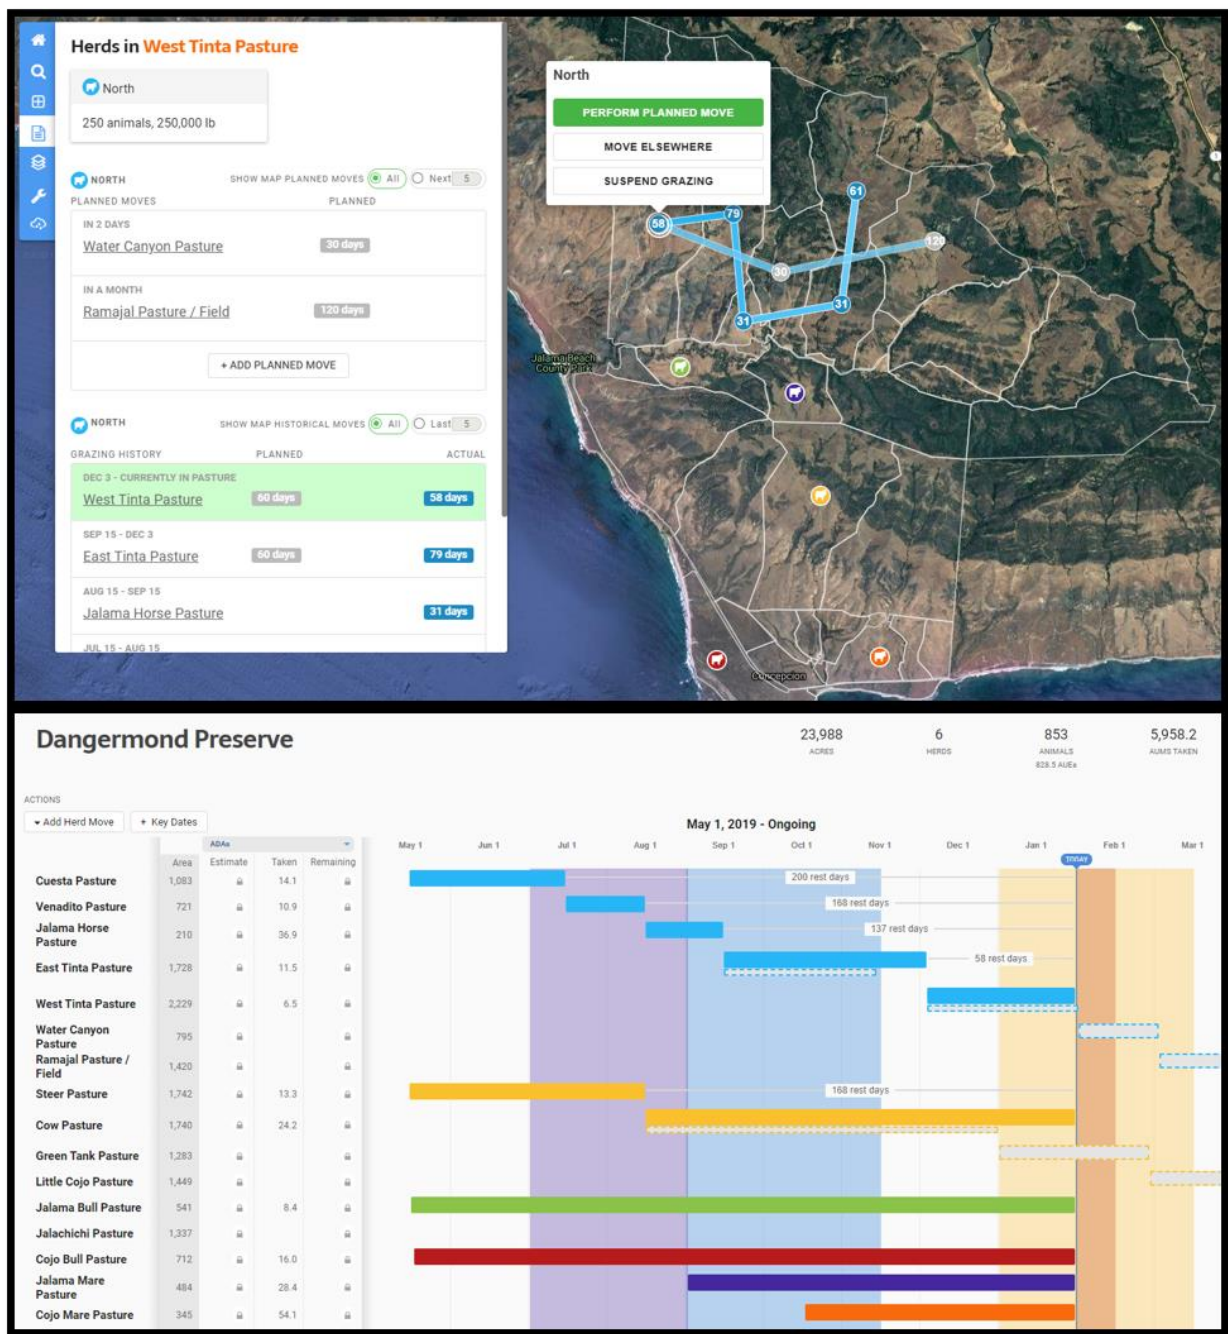 Herds in West Tinta Pasture
North
250 animals, 250,000 lb
NORTH
SHOW MAP PLANNED MOVES All Next 5
PLANNED MOVES PLANNED
IN 2 DAYS
Water Canyon Pasture 30 days
IN A MONTH
Ramajal Pasture / Field 120 days
+ ADD PLANNED MOVE
NORTH
SHOW MAP HISTORICAL MOVES All Last 5
GRAZING HISTORY PLANNED ACTUAL
DEC 3 - CURRENTLY IN PASTURE
West Tinta Pasture 60 days 58 days
SEP 15 - DEC 3
East Tinta Pasture 60 days 79 days
AUG 15 - SEP 15
Jalama Horse Pasture 31 days
JUL 15 - AUG 15
North
PERFORM PLANNED MOVE
MOVE ELSEWHERE
SUSPEND GRAZING
61
58
79
120
30
31
31
1
Jalama Beach
County Park
Concepcion
Dangermond Preserve
23,988
ACRES
6
HERDS
853
ANIMALS
828.5 AUEs
5,958.2
AUMS TAKEN
ACTIONS
Add Herd Move
+ Key Dates
May 1, 2019 - Ongoing
ADAs
May 1 Jun 1 Jul 1 Aug 1 Sep 1 Oct 1 Nov 1 Dec 1 Jan 1 Feb 1 Mar 1
Area Estimate Taken Remaining
TODAY
Cuesta Pasture 1,083 14.1 200 rest days
Venadito Pasture 721 10.9 168 rest days
Jalama Horse
Pasture 210 36.9 137 rest days
East Tinta Pasture 1,728 11.5 58 rest days
West Tinta Pasture 2,229 6.5
Water Canyon
Pasture 795
Ramajal Pasture /
Field 1,420
Steer Pasture 1,742 13.3 168 rest days
Cow Pasture 1,740 24.2
Green Tank Pasture 1,283
Little Cojo Pasture 1,449
Jalama Bull Pasture 541 8.4
Jalachichi Pasture 1,337
Cojo Bull Pasture 712 16.0
Jalama Mare
Pasture 484 28.4
Cojo Mare Pasture 345 54.1